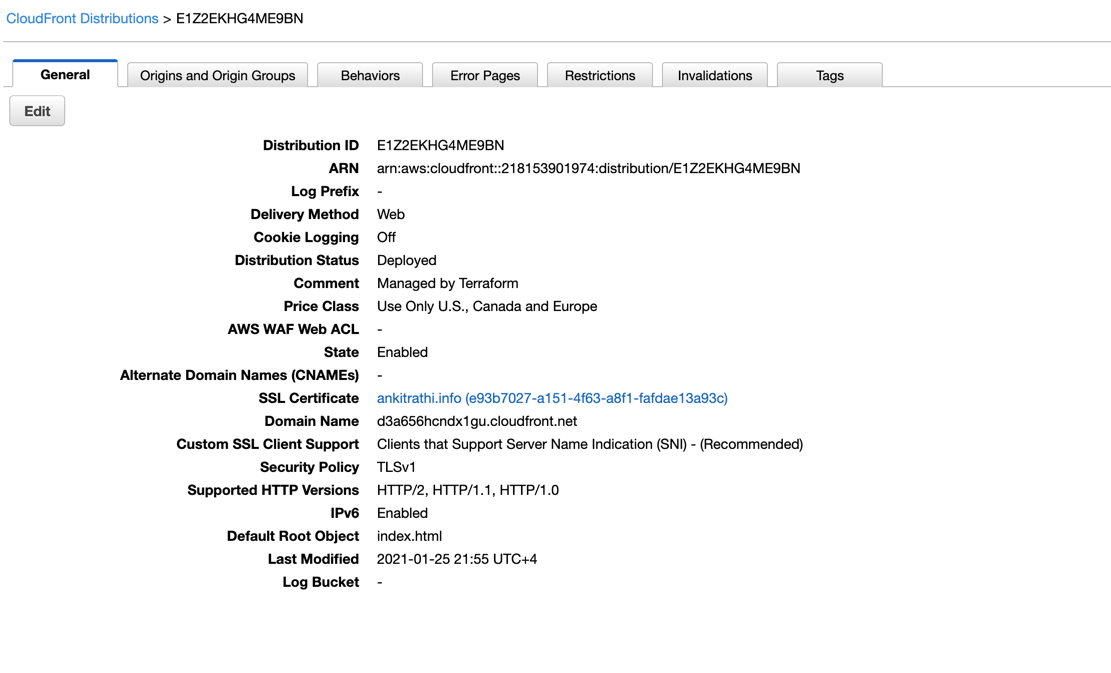 CloudFront Distributions > E1Z2EKHG4ME9BN
General Origins and Origin Groups Behaviors Error Pages Restrictions Invalidations Tags
Edit
Distribution ID E1Z2EKHG4ME9BN
ARN arn:aws:cloudfront::218153901974:distribution/E1Z2EKHG4ME9BN
Log Prefix -
Delivery Method Web
Cookie Logging Off
Distribution Status Deployed
Comment Managed by Terraform
Price Class Use Only U.S., Canada and Europe
AWS WAF Web ACL -
State Enabled
Alternate Domain Names (CNAMEs) -
SSL Certificate ankitrathi.info (e93b7027-a151-4f63-a8f1-fafdae13a93c)
Domain Name d3a656hcndx1gu.cloudfront.net
Custom SSL Client Support Clients that Support Server Name Indication (SNI) - (Recommended)
Security Policy TLSv1
Supported HTTP Versions HTTP/2, HTTP/1.1, HTTP/1.0
IPv6 Enabled
Default Root Object index.html
Last Modified 2021-01-25 21:55 UTC+4
Log Bucket -